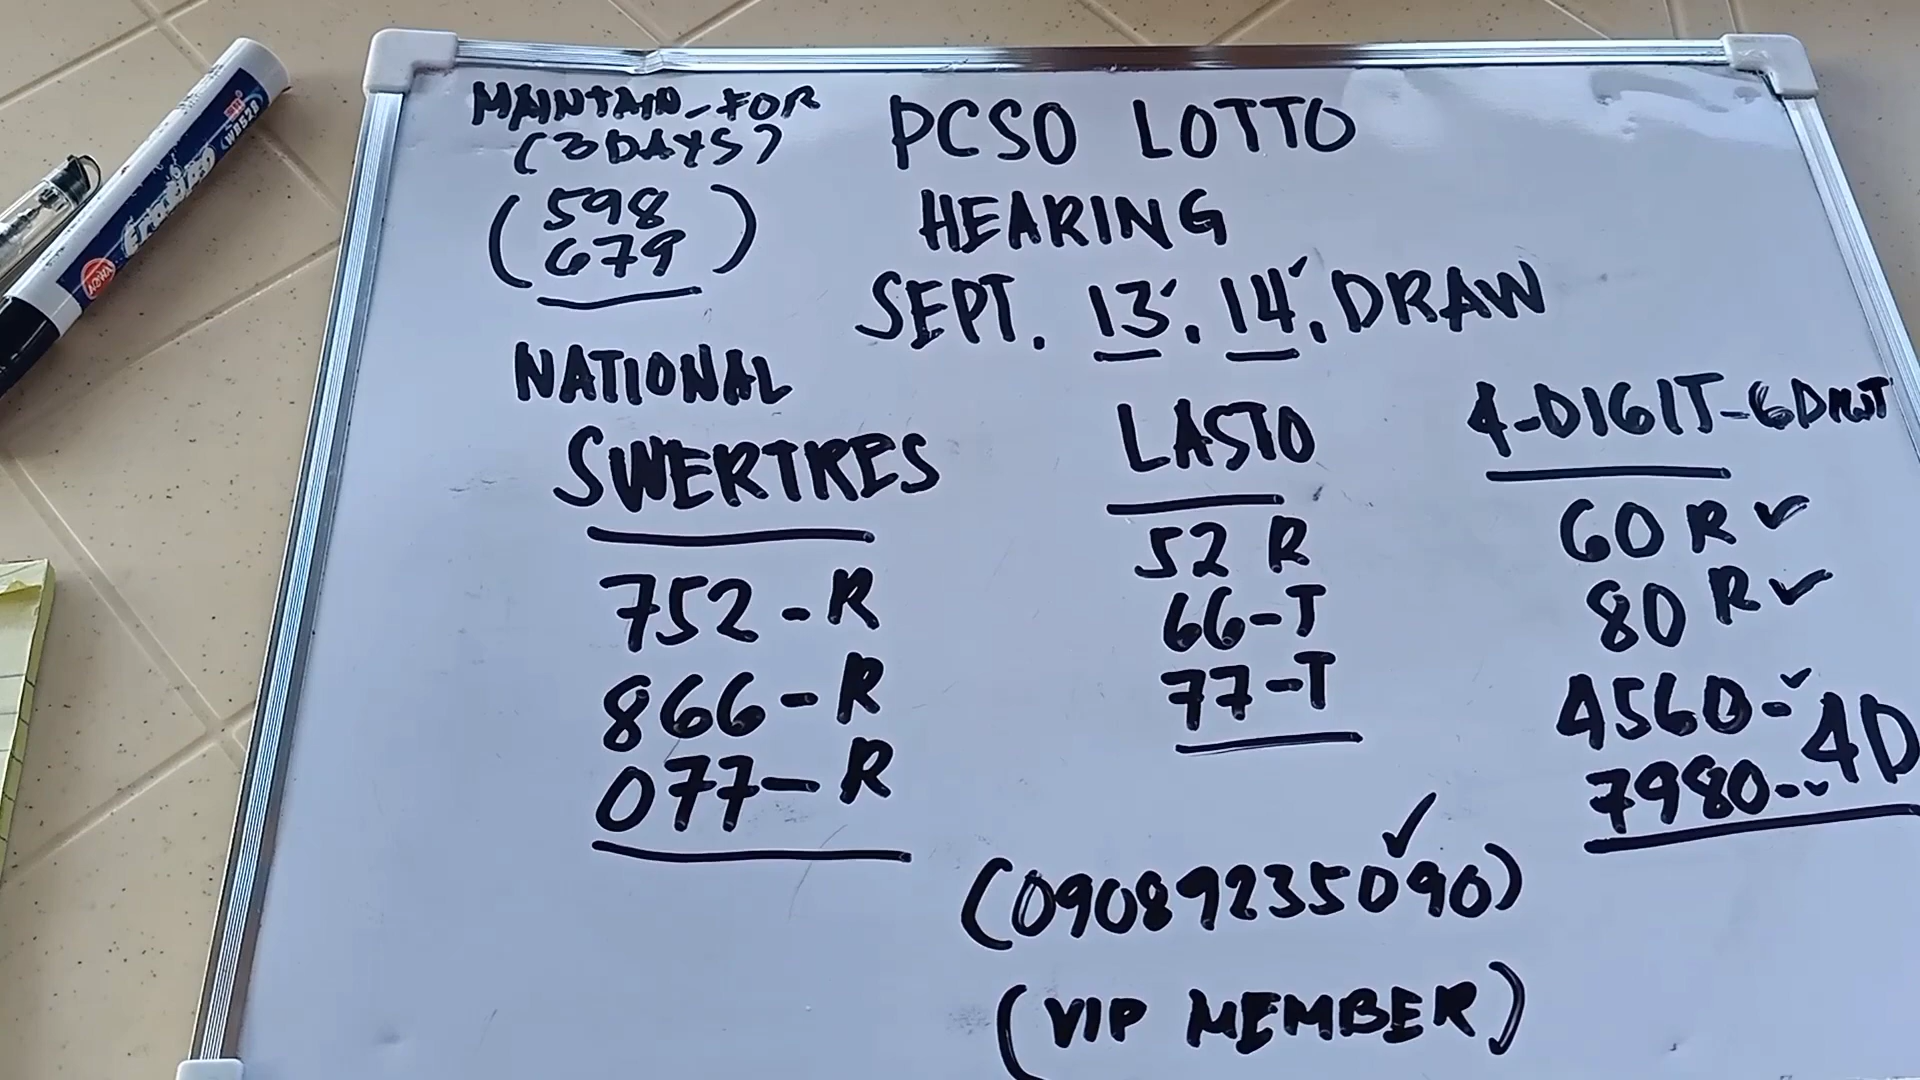 MAINTAIN-FOR
(3DAYS)
(598
679)
PCSO LOTTO
HEARING
SEPT. 13. 14. DRAW
NATIONAL
SWERTRES
752-R
866-R
077-R
LASTO
52 R
66-T
77-T
4-DIGIT-6DIGIT
60 R ✓
80 R ✓
4560-
7980-- 4D
(09089235090)
(VIP MEMBER)
WB528